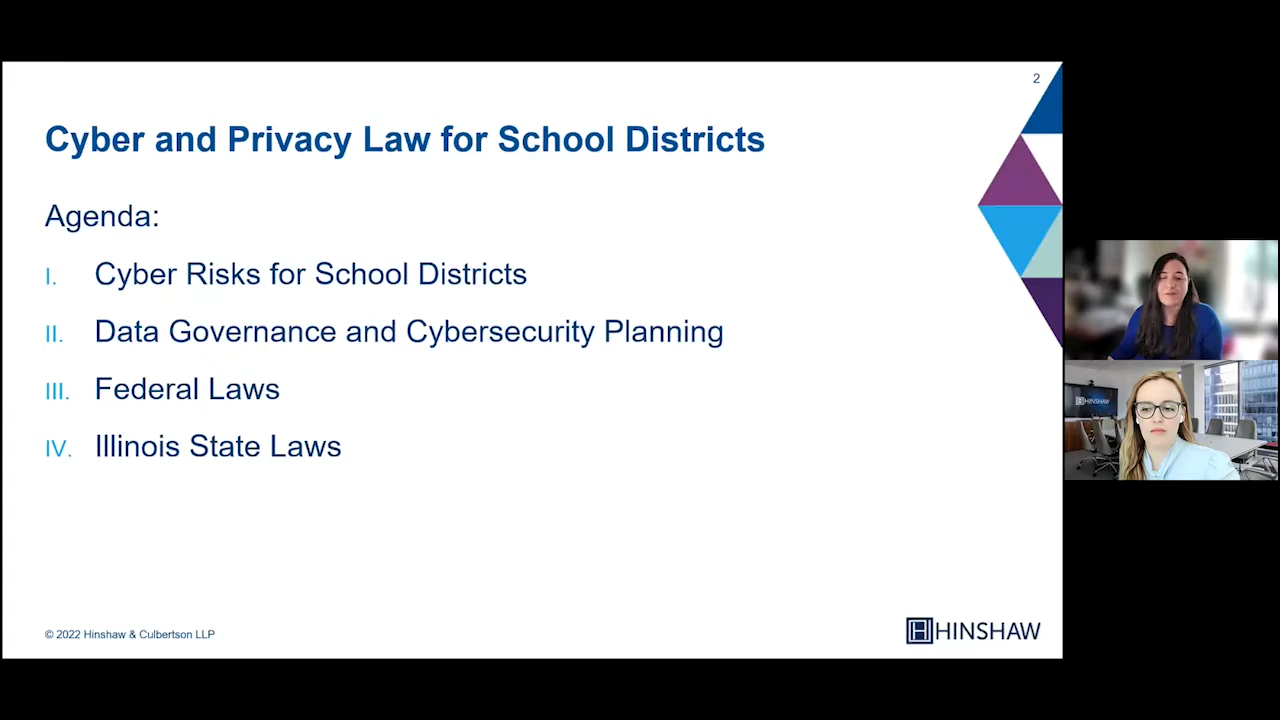 2
Cyber and Privacy Law for School Districts
Agenda:
I. Cyber Risks for School Districts
II. Data Governance and Cybersecurity Planning
III. Federal Laws
IV. Illinois State Laws
© 2022 Hinshaw & Culbertson LLP
H HINSHAW
HINSHAW